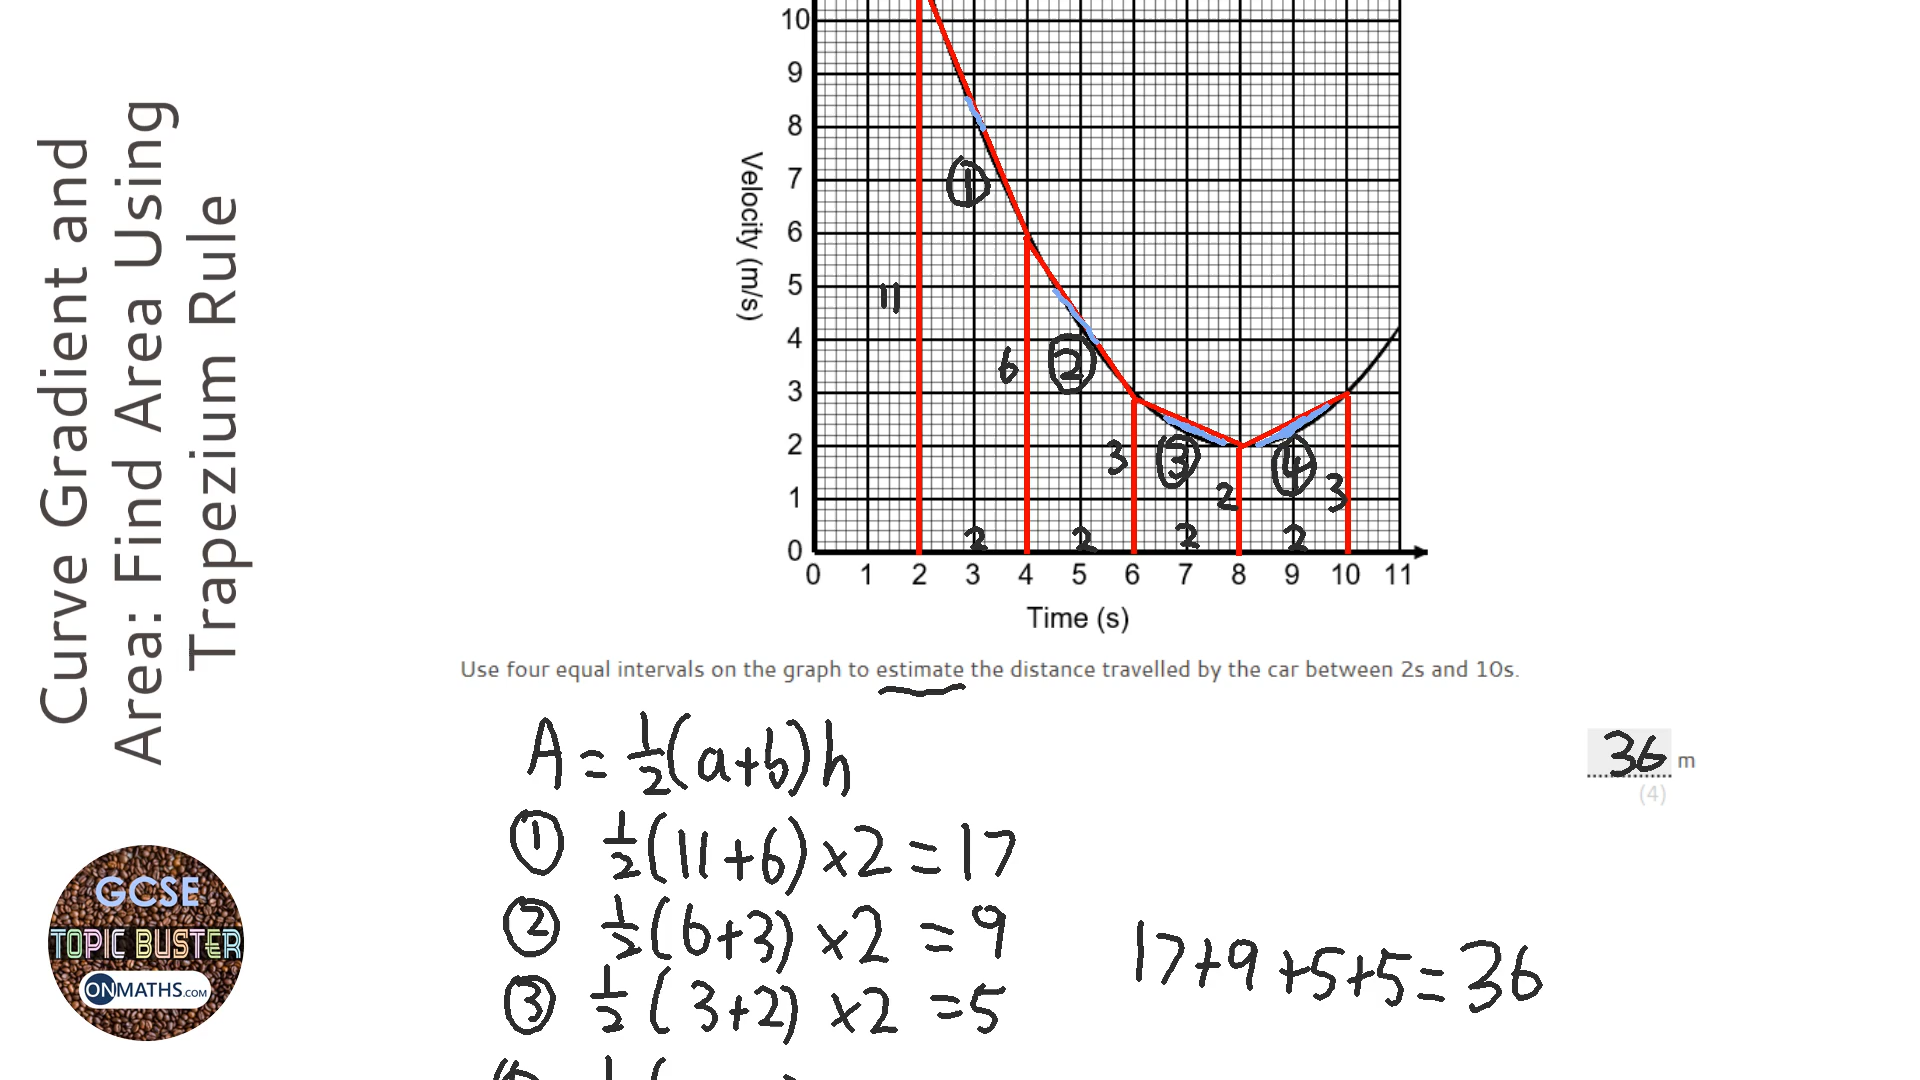 Curve Gradient and
Area: Find Area Using
Trapezium Rule
GCSE
TOPIC BUSTER
ONMATHS.COM
Velocity (m/s)
10
9
8
7
6
5
4
3
2
1
0
0 1 2 3 4 5 6 7 8 9 10 11
Time (s)
①
11
6
②
3
③
2
④
3
2 2 2 2
Use four equal intervals on the graph to estimate the distance travelled by the car between 2s and 10s.
A = ½(a+b)h
36 m
(4)
① ½(11+6) ×2 =17
② ½(6+3) ×2 =9
17+9+5+5=36
③ ½(3+2) ×2 =5